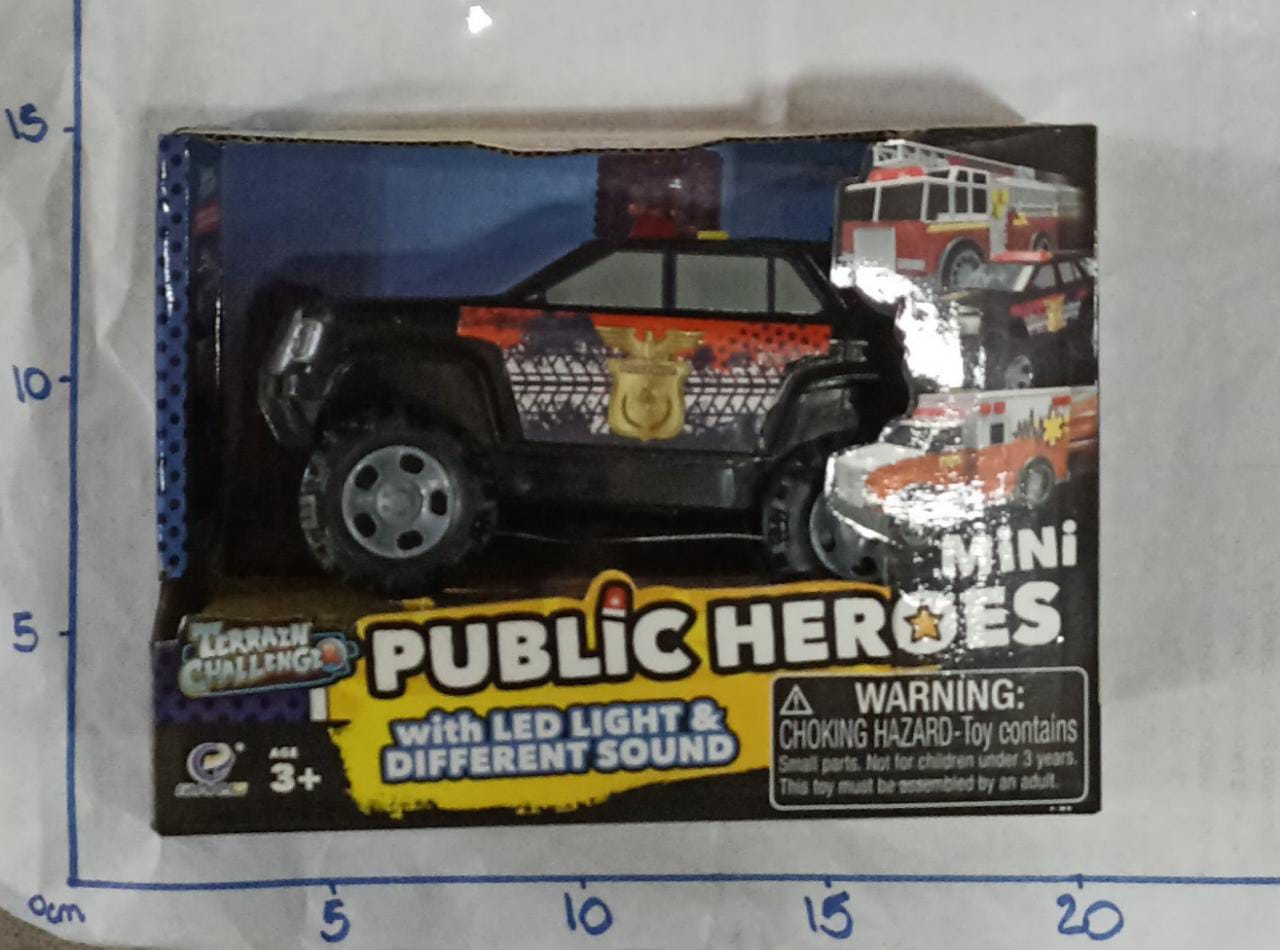 15
10
5
0cm
5
10
15
20
MiNi
PUBLiC HEROES
TERRAIN
CHALLENGE
with LED LIGHT &
DIFFERENT SOUND
AGE
3+
WARNING:
CHOKING HAZARD-Toy contains
Small parts. Not for children under 3 years.
This toy must be assembled by an adult.